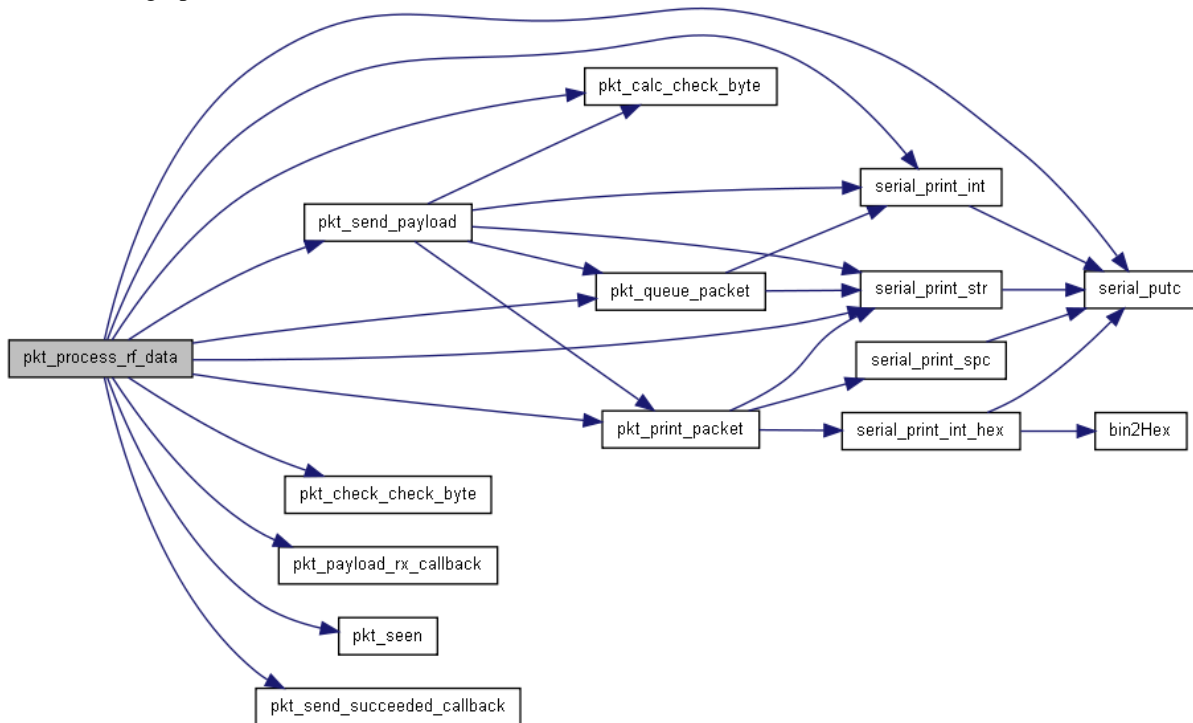 pkt_calc_check_byte
serial_print_int
pkt_send_payload
pkt_queue_packet
serial_print_str
serial_putc
pkt_process_rf_data
serial_print_spc
pkt_print_packet
serial_print_int_hex
bin2Hex
pkt_check_check_byte
pkt_payload_rx_callback
pkt_seen
pkt_send_succeeded_callback